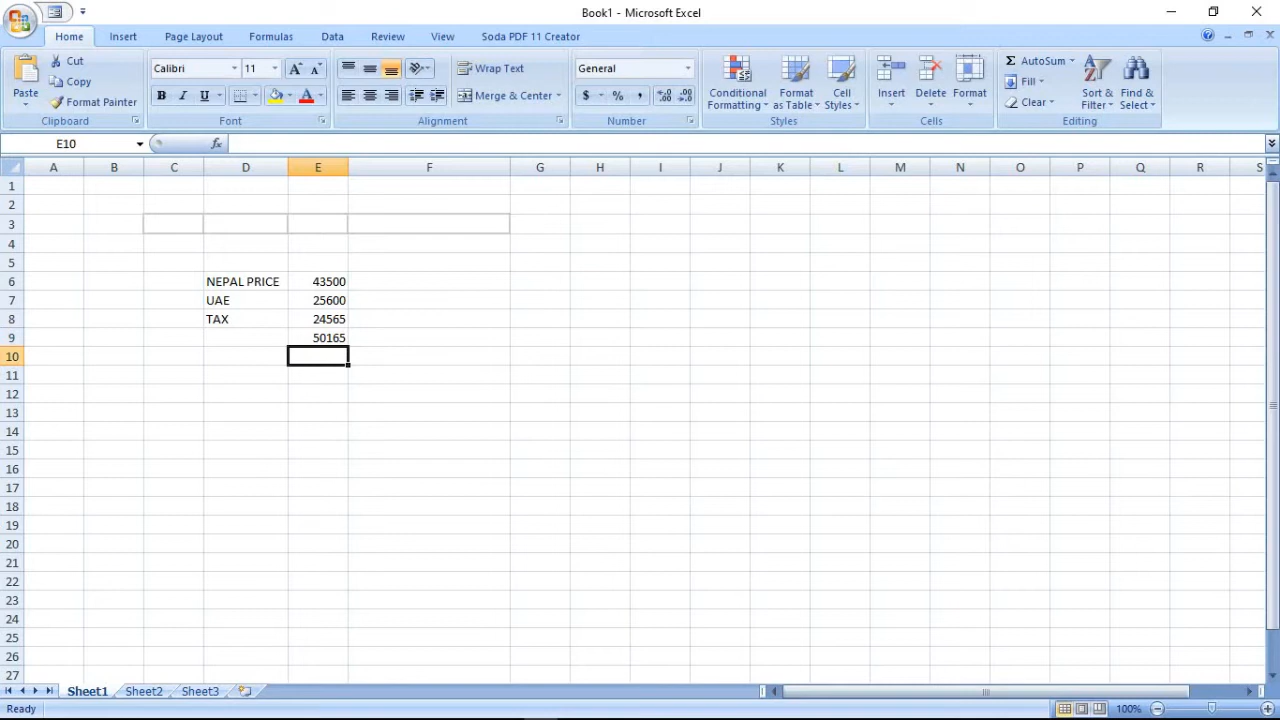 Book1 - Microsoft Excel
Home Insert Page Layout Formulas Data Review View Soda PDF 11 Creator
Paste Cut Copy Format Painter
Clipboard
Calibri 11 A A
B I U A
Font
Wrap Text
Merge & Center
Alignment
General
$ % , .0 .00 .00 .0
Number
Conditional Formatting Format as Table Cell Styles
Styles
Insert Delete Format
Cells
Σ AutoSum Fill Clear Sort & Filter Find & Select
Editing
E10 fx
A B C D E F G H I J K L M N O P Q R S
1
2
3
4
5
6 NEPAL PRICE 43500
7 UAE 25600
8 TAX 24565
9 50165
10
11
12
13
14
15
16
17
18
19
20
21
22
23
24
25
26
27
Sheet1 Sheet2 Sheet3
Ready 100%